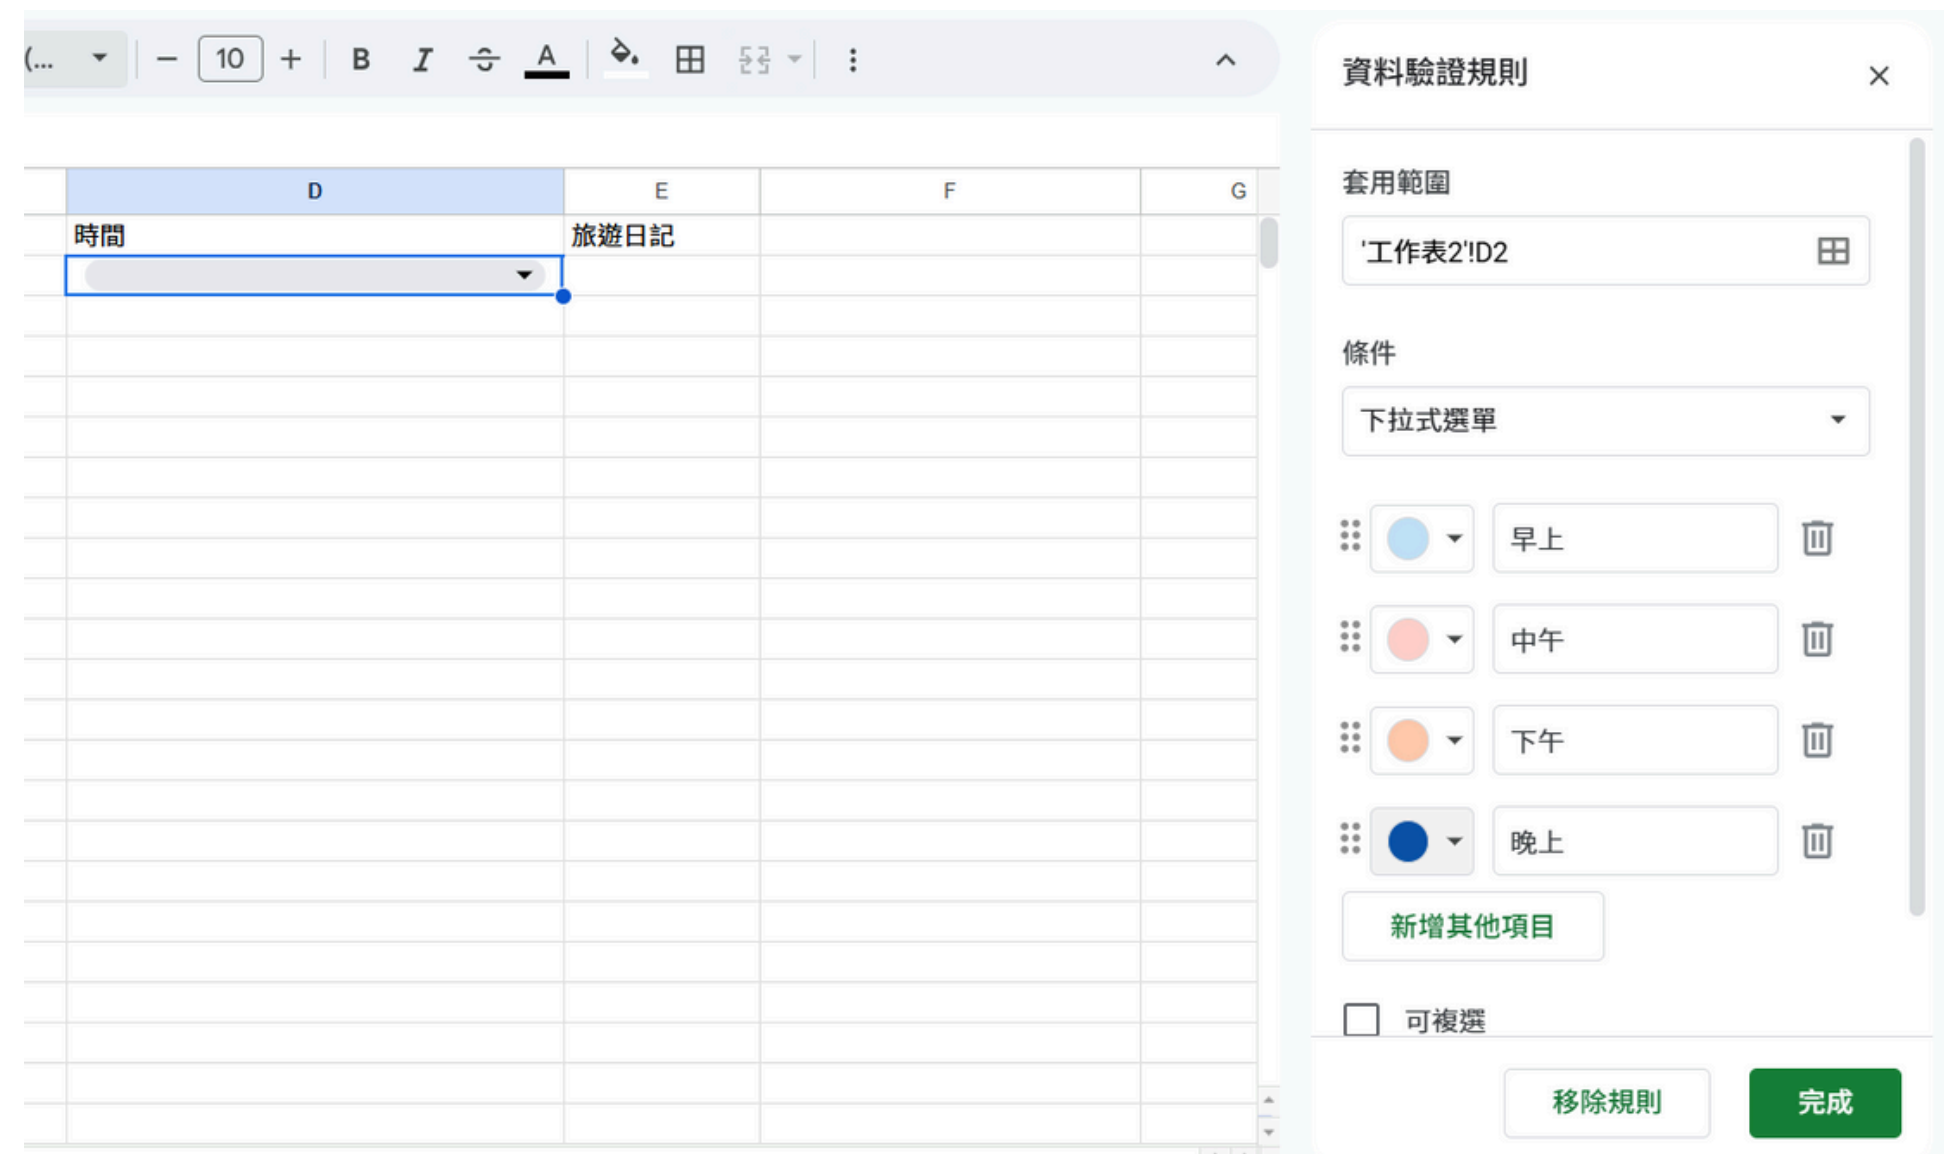 (...
10
B I A
資料驗證規則
套用範圍
'工作表2'!D2
D E F G
時間 旅遊日記
條件
下拉式選單
早上
中午
下午
晚上
新增其他項目
可複選
移除規則 完成